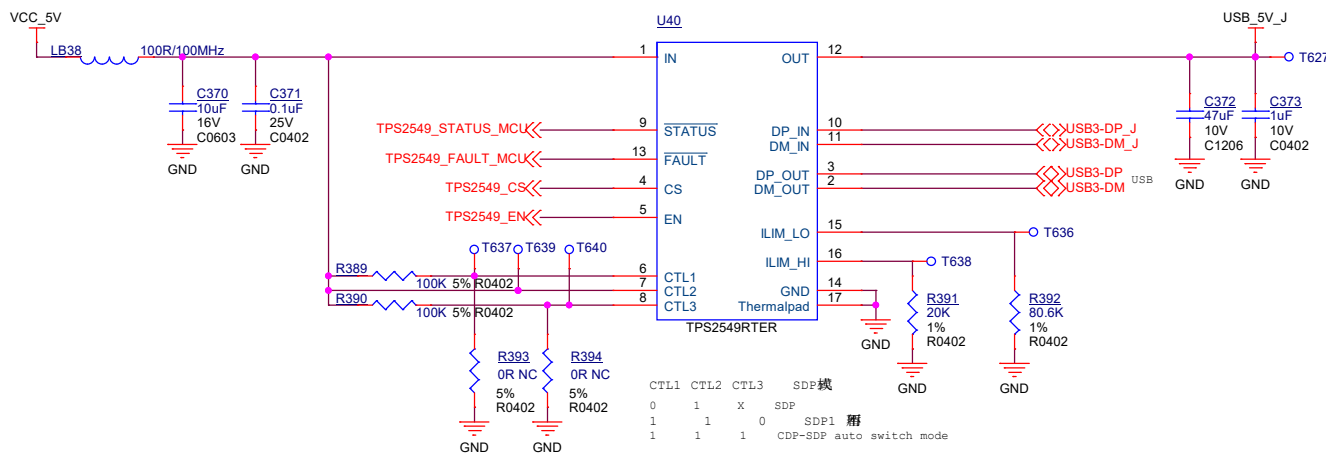 VCC_5V
LB38
100R/100MHz
C370
10uF
16V
C0603
GND
C371
0.1uF
25V
C0402
GND
U40
1 IN
OUT 12
USB_5V_J
T627
C372
47uF
10V
C1206
GND
C373
1uF
10V
C0402
GND
TPS2549_STATUS_MCU 9 STATUS
TPS2549_FAULT_MCU 13 FAULT
TPS2549_CS 4 CS
TPS2549_EN 5 EN
DP_IN 10 USB3-DP_J
DM_IN 11 USB3-DM_J
DP_OUT 3 USB3-DP
DM_OUT 2 USB3-DM
USB
ILIM_LO 15 T636
ILIM_HI 16 T638
T637
T639
T640
R389
100K 5% R0402
R390
100K 5% R0402
6 CTL1
7 CTL2
8 CTL3
GND 14
Thermalpad 17
TPS2549RTER
GND
R391
20K
1%
R0402
GND
R392
80.6K
1%
R0402
GND
R393
0R NC
5%
R0402
GND
R394
0R NC
5%
R0402
GND
CTL1 CTL2 CTL3 SDP
0 1 X SDP
1 1 0 SDP1
1 1 1 CDP-SDP auto switch mode